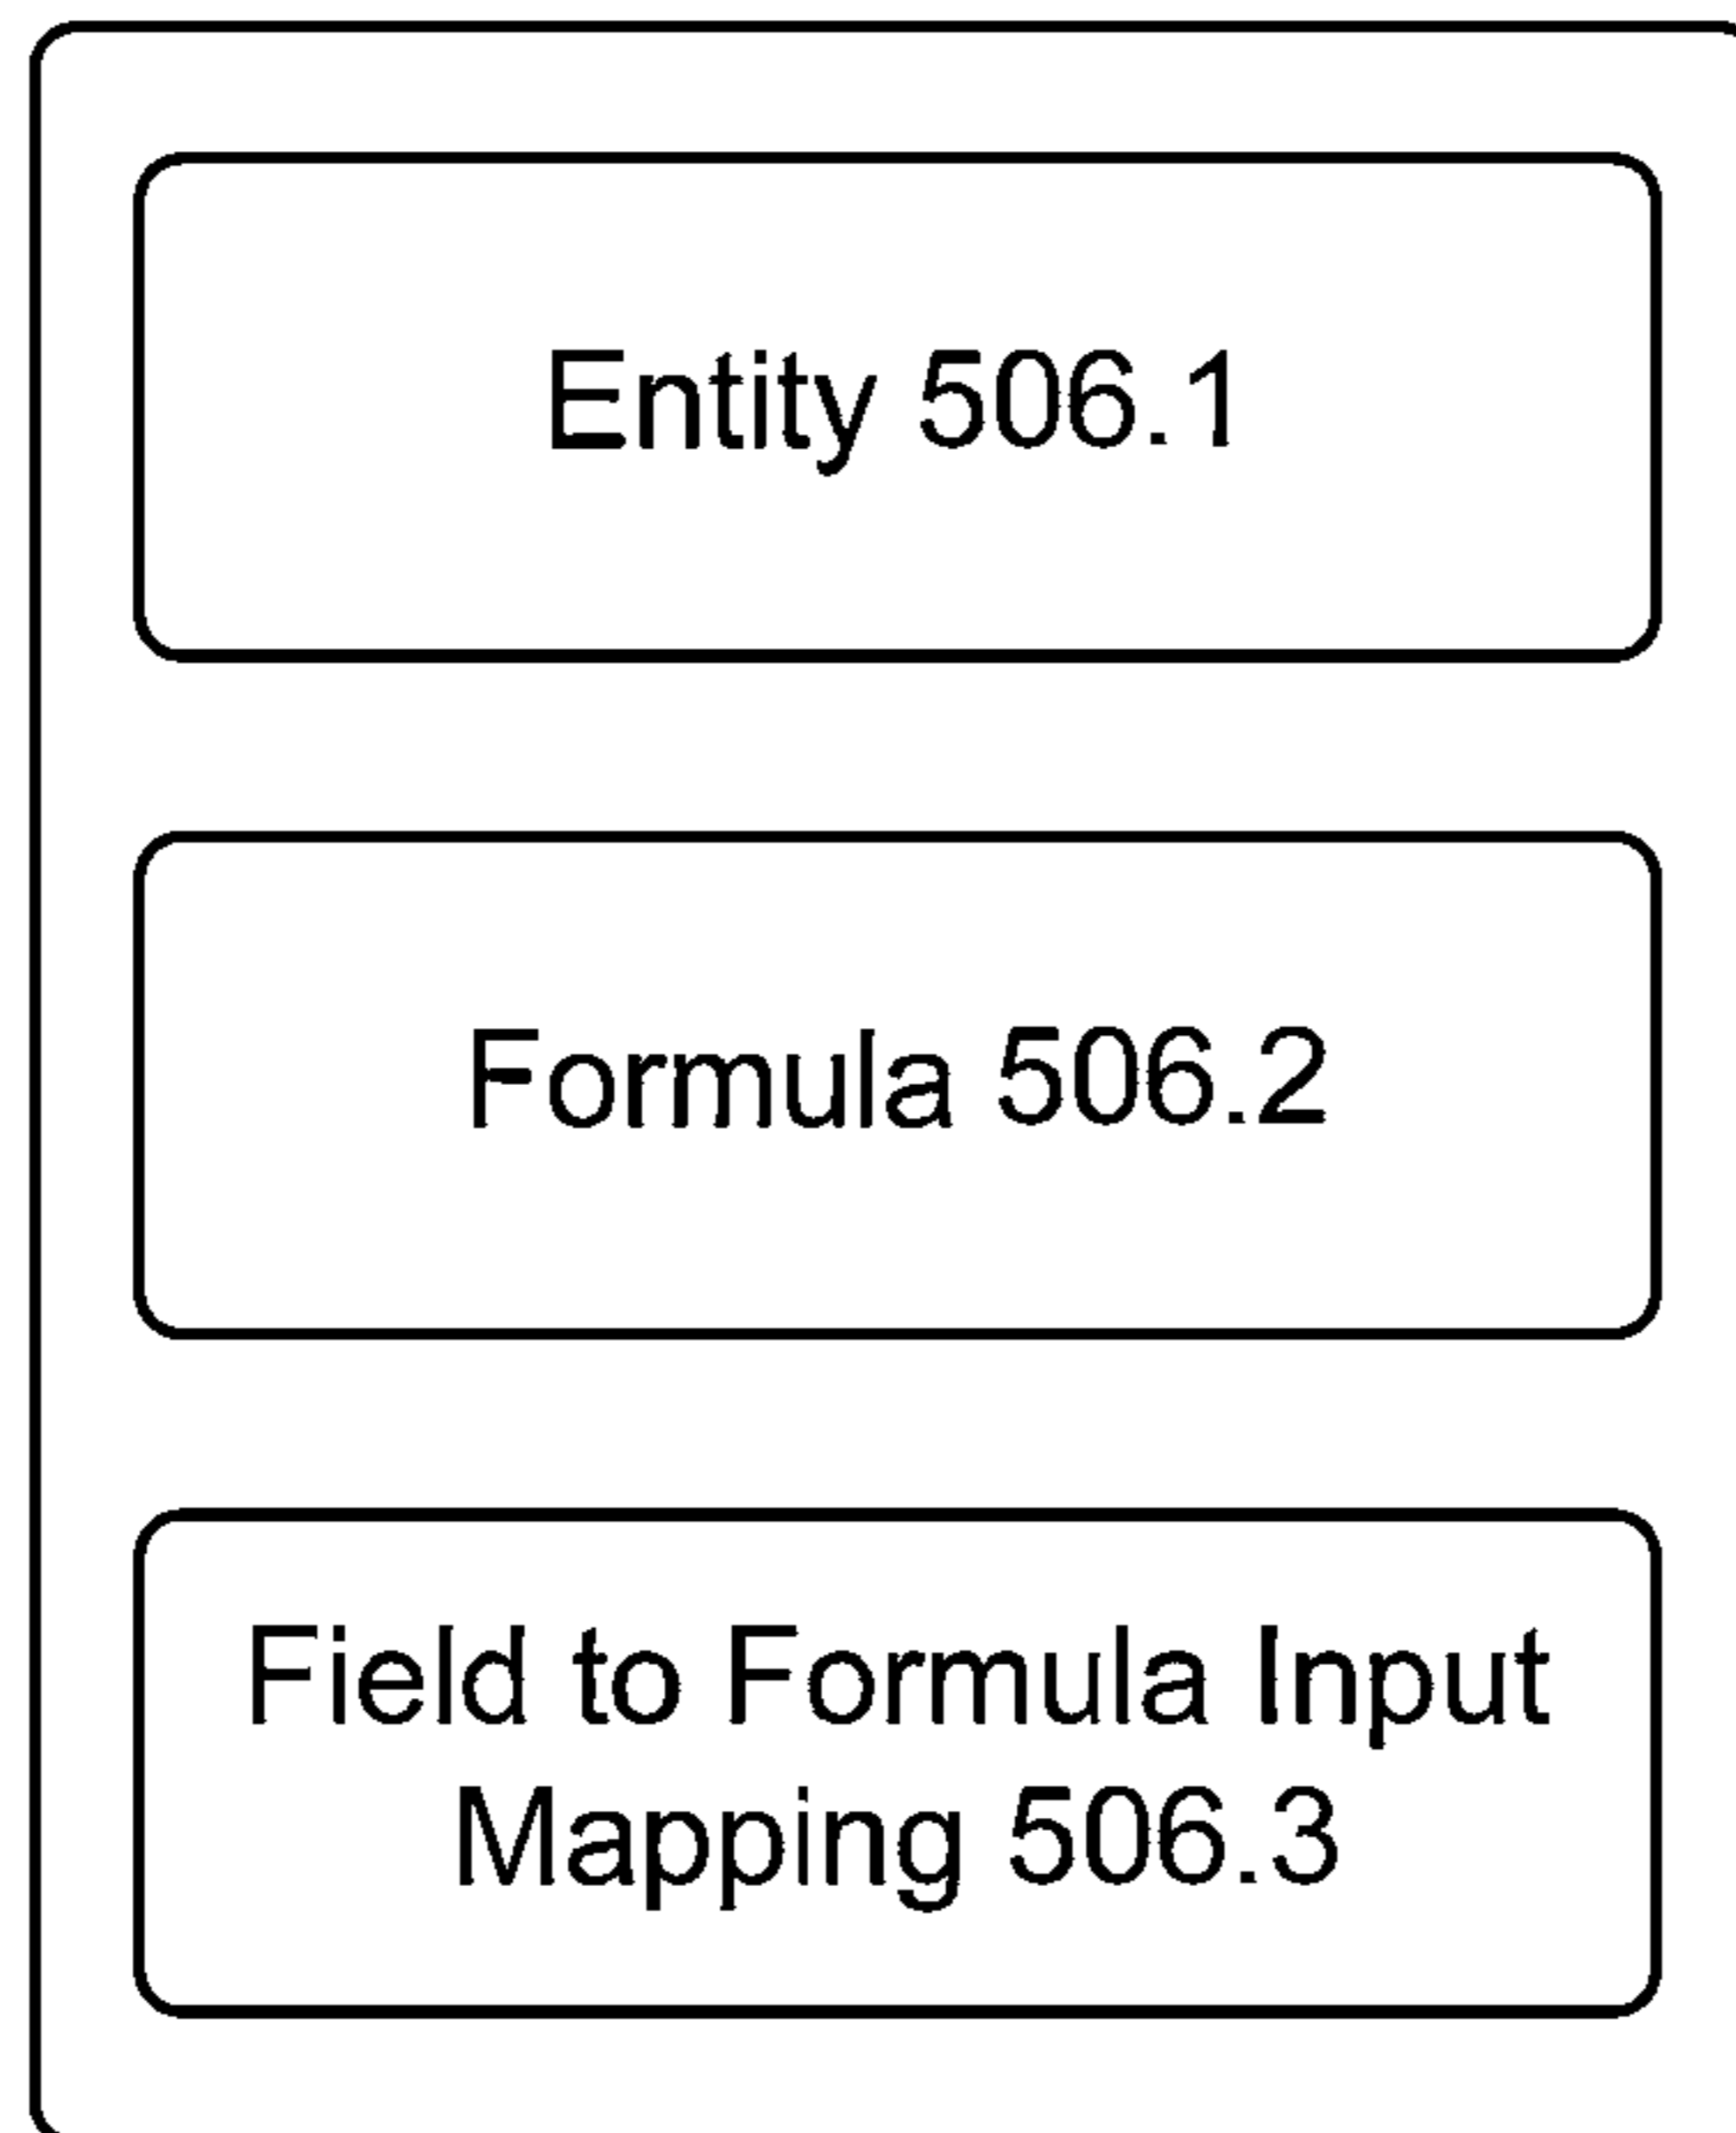 Entity 506.1
Formula 506.2
Field to Formula Input
Mapping 506.3